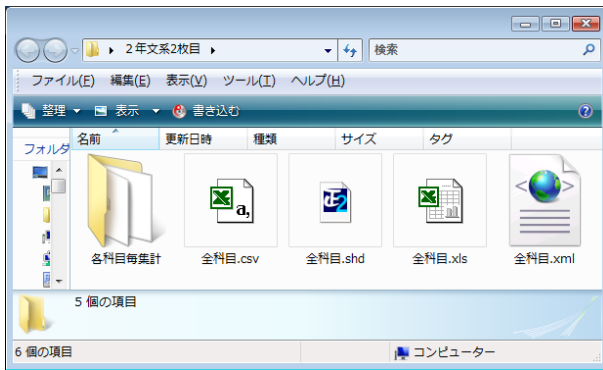 2年文系2枚目
検索
ファイル(F) 編集(E) 表示(V) ツール(T) ヘルプ(H)
整理 表示 書き込む
フォルダ
名前 更新日時 種類 サイズ タグ
a,
各科目毎集計 全科目.csv 全科目.shd 全科目.xls 全科目.xml
5 個の項目
6 個の項目 コンピューター